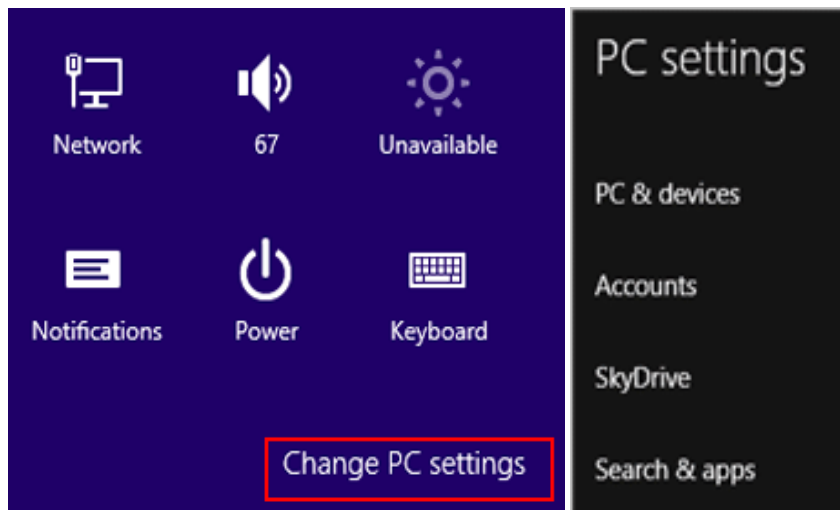 Network
67
Unavailable
Notifications
Power
Keyboard
Change PC settings
PC settings
PC & devices
Accounts
SkyDrive
Search & apps